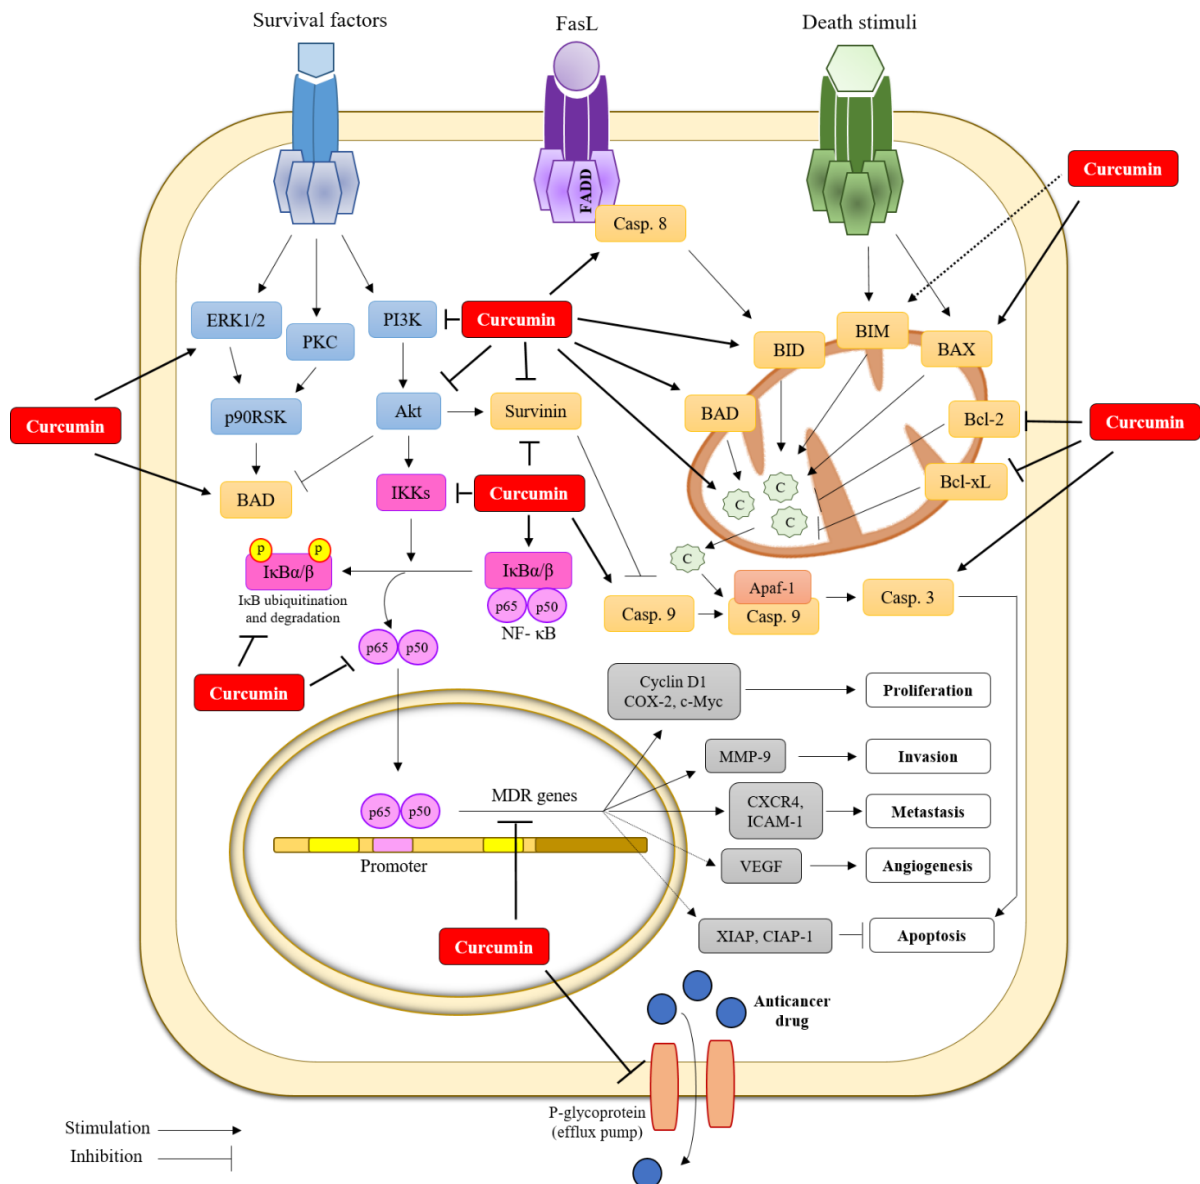 Survival factors
FasL
Death stimuli
Curcumin
FADD
Casp. 8
ERK1/2
PKC
PI3K
Curcumin
BID
BIM
BAX
Curcumin
p90RSK
Akt
Survinin
BAD
Bcl-2
Curcumin
BAD
IKKs
Curcumin
C
C
C
Bcl-xL
p
p
IκBα/β
IκB ubiquitination
and degradation
IκBα/β
p65
p50
NF- κB
C
Apaf-1
Casp. 9
Casp. 9
Casp. 3
p65
p50
Curcumin
Cyclin D1
COX-2, c-Myc
Proliferation
MMP-9
Invasion
MDR genes
p65
p50
CXCR4,
ICAM-1
Metastasis
Promoter
VEGF
Angiogenesis
Curcumin
XIAP, CIAP-1
Apoptosis
Anticancer
drug
P-glycoprotein
(efflux pump)
Stimulation
Inhibition